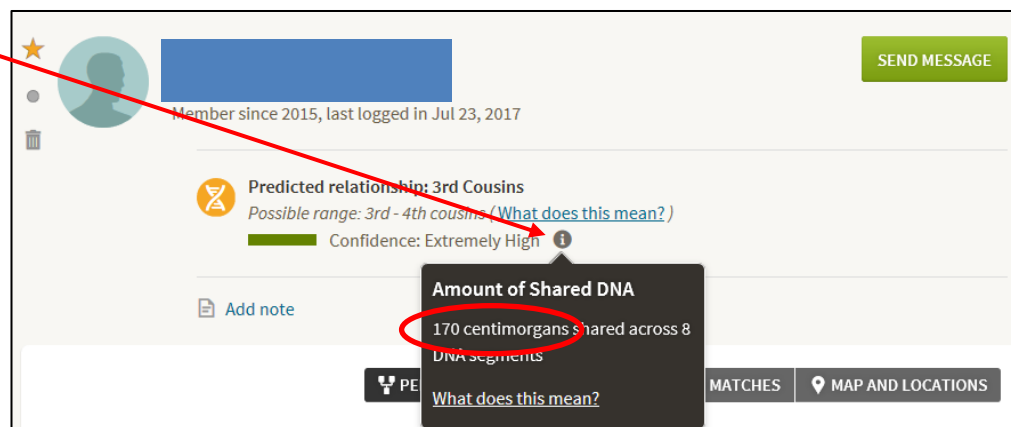 SEND MESSAGE
Member since 2015, last logged in Jul 23, 2017
Predicted relationship: 3rd Cousins
Possible range: 3rd - 4th cousins ( What does this mean? )
Confidence: Extremely High
Amount of Shared DNA
170 centimorgans shared across 8
DNA segments
What does this mean?
Add note
MATCHES
MAP AND LOCATIONS